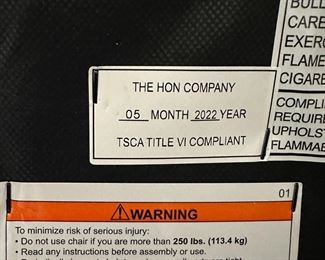 BULL
CARE
EXER
FLAME
CIGARE
COMPLI
REQUIRE
UPHOLST
FLAMMAB
THE HON COMPANY
05 MONTH 2022 YEAR
TSCA TITLE VI COMPLIANT
01
⚠WARNING
To minimize risk of serious injury:
• Do not use chair if you are more than 250 lbs. (113.4 kg)
• Read any instructions before assembly or use.